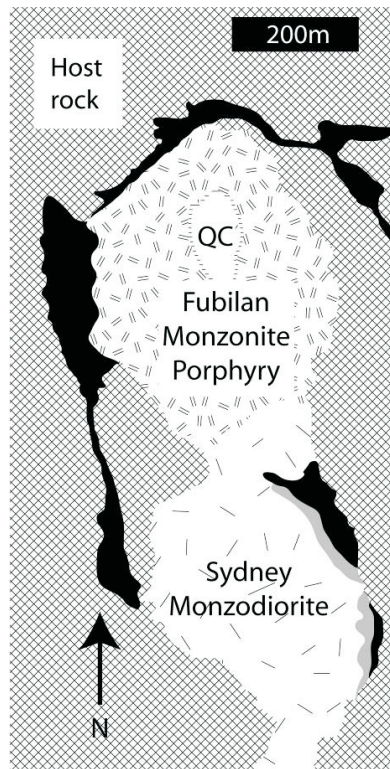 200m
Host
rock
QC
Fubilan
Monzonite
Porphyry
Sydney
Monzodiorite
N